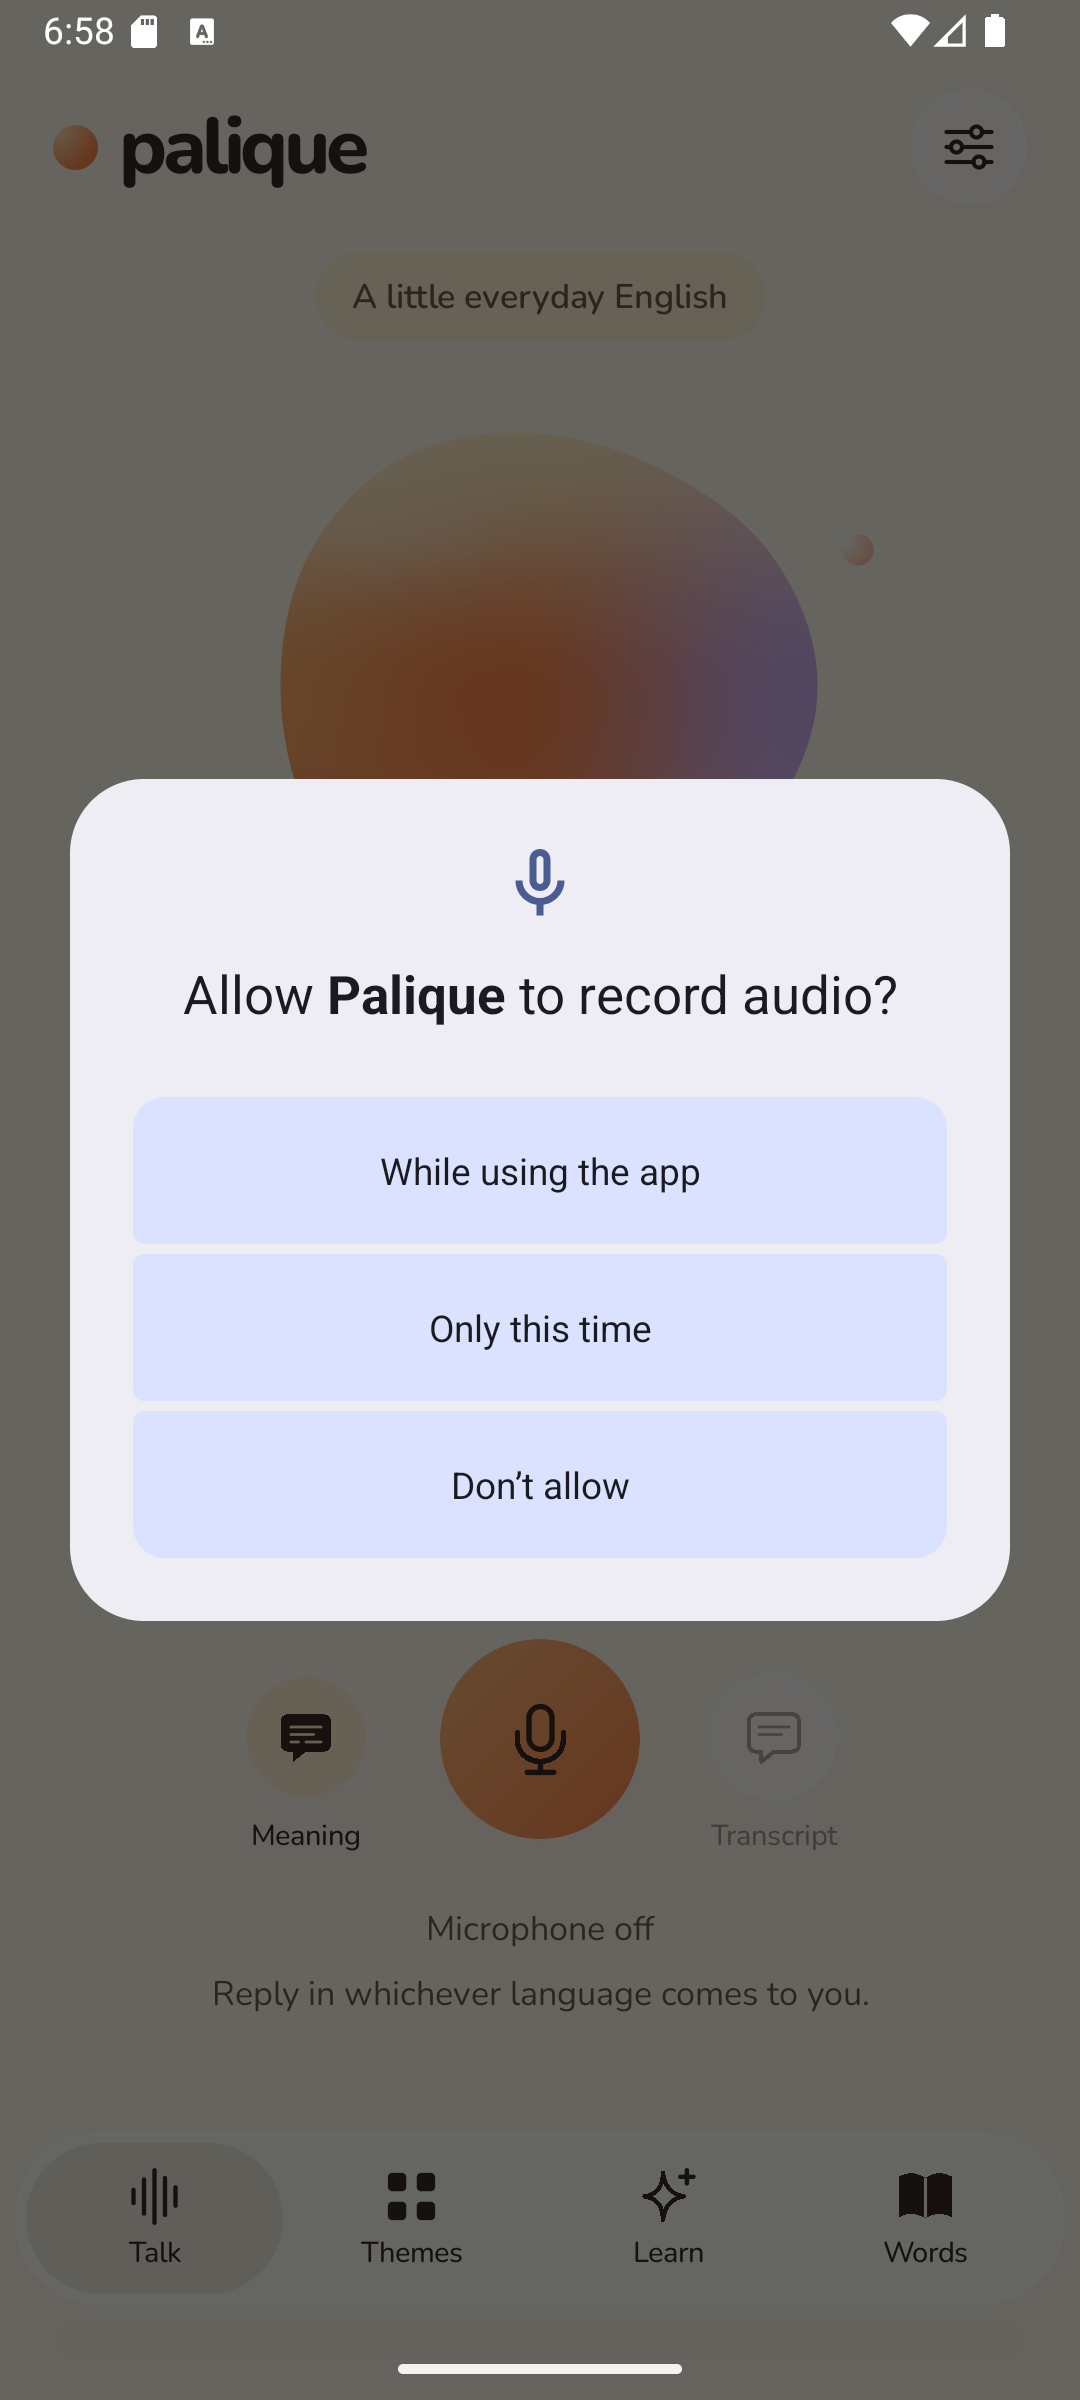 6:58
palique
A little everyday English
Allow Palique to record audio?
While using the app
Only this time
Don’t allow
Meaning
Transcript
Microphone off
Reply in whichever language comes to you.
Talk
Themes
Learn
Words